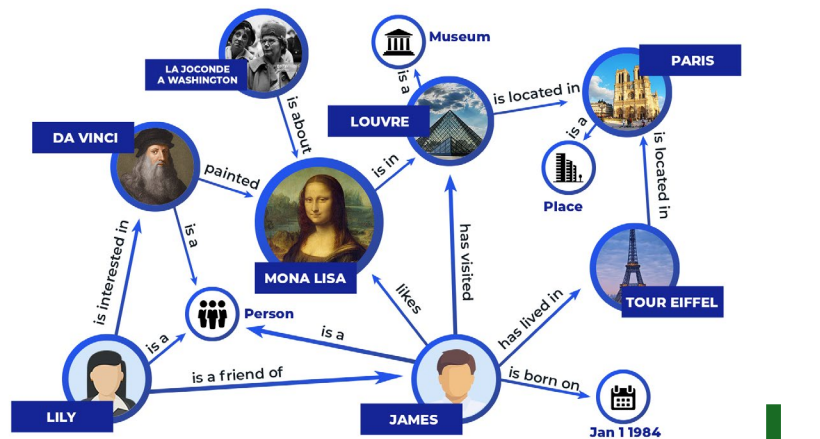 LA JOCONDE
A WASHINGTON
is about
Museum
is a
PARIS
is located in
LOUVRE
DA VINCI
painted
is in
is a
Place
is located in
is a
MONA LISA
has visited
is interested in
Person
likes
has lived in
TOUR EIFFEL
is a
is a
is a friend of
is born on
LILY
JAMES
Jan 1 1984